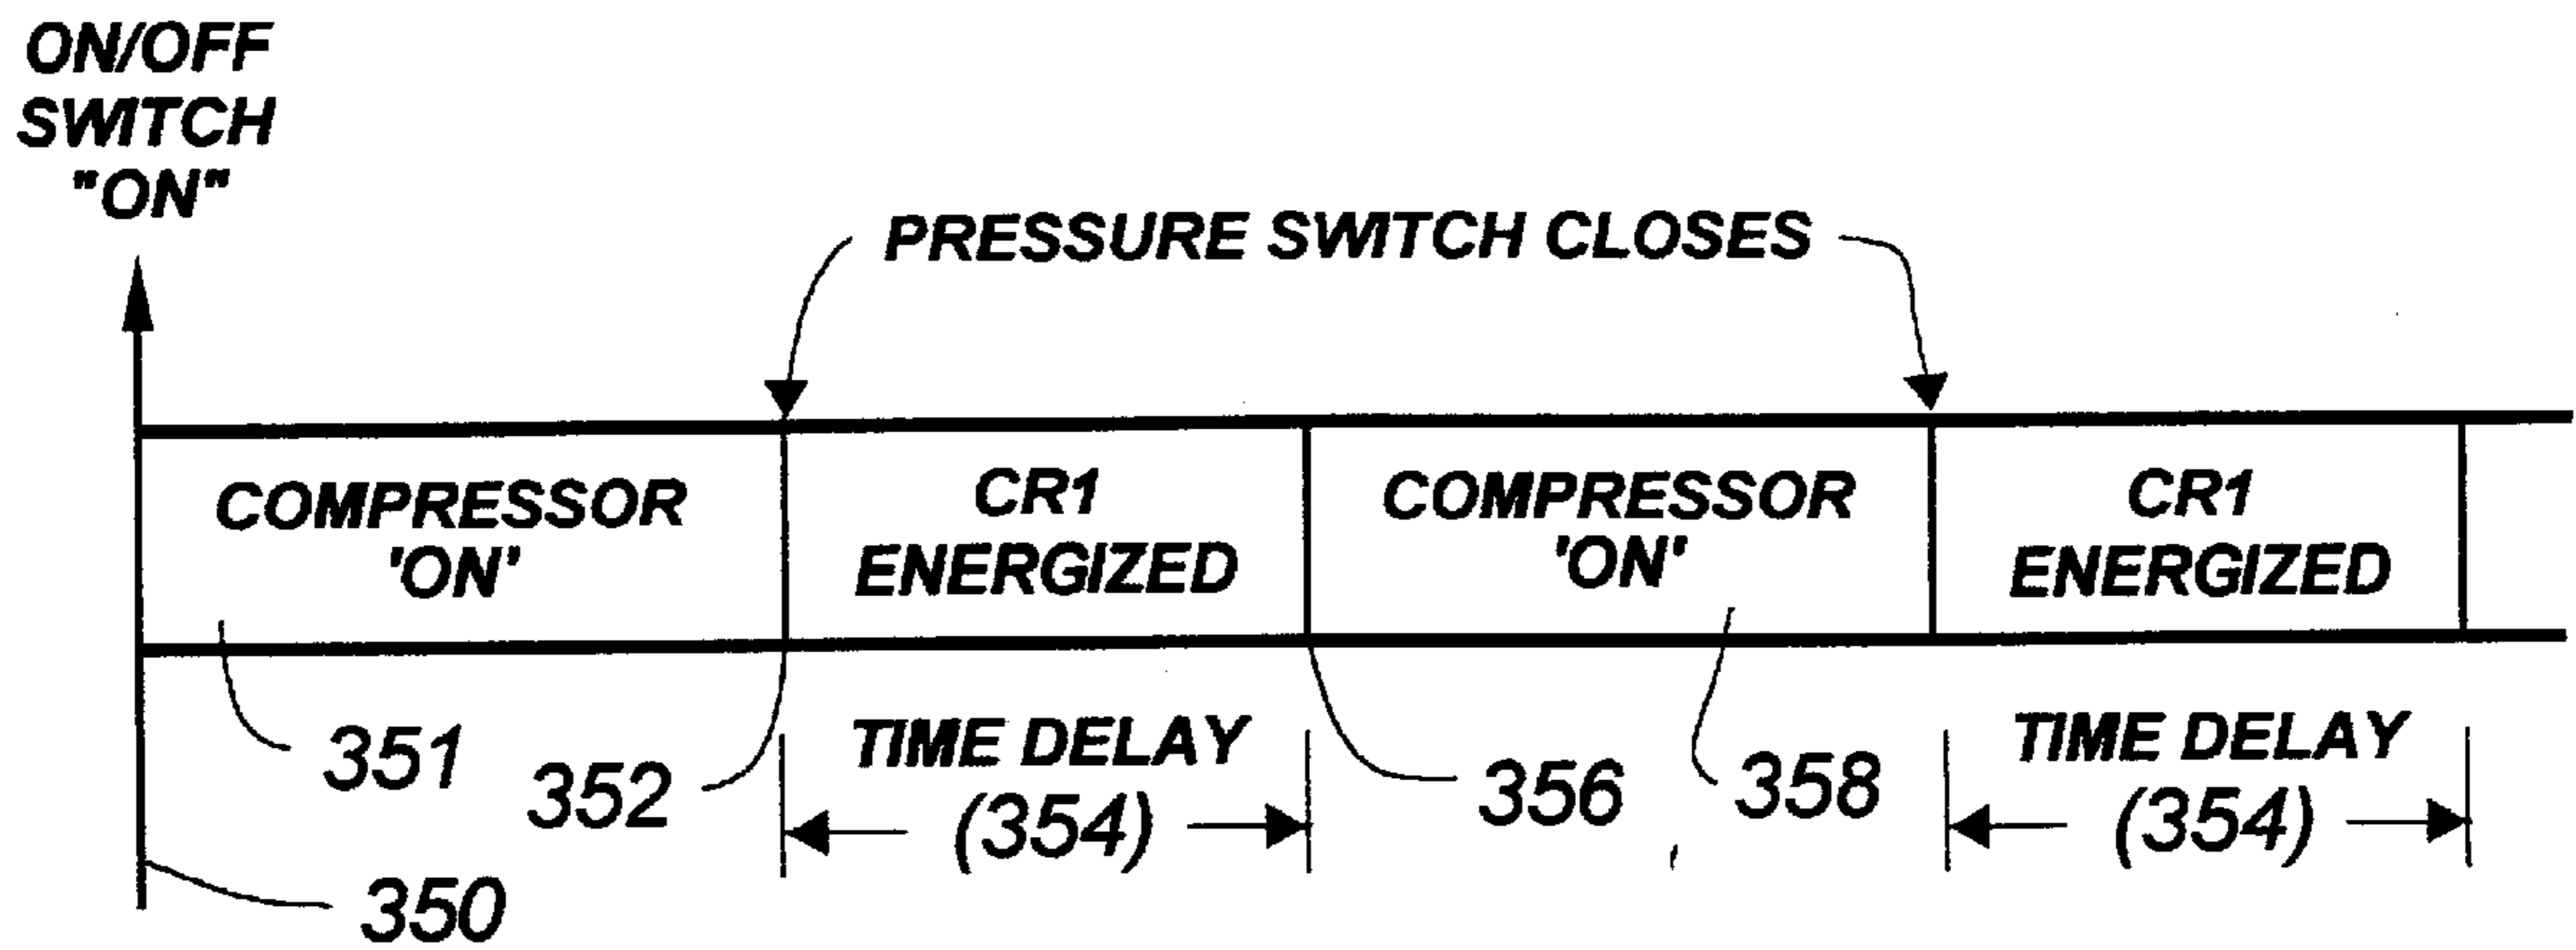 ON/OFF
SWITCH
"ON"
PRESSURE SWITCH CLOSES
COMPRESSOR
'ON'
CR1
ENERGIZED
COMPRESSOR
'ON'
CR1
ENERGIZED
351
352
TIME DELAY
(354)
356
358
TIME DELAY
(354)
350